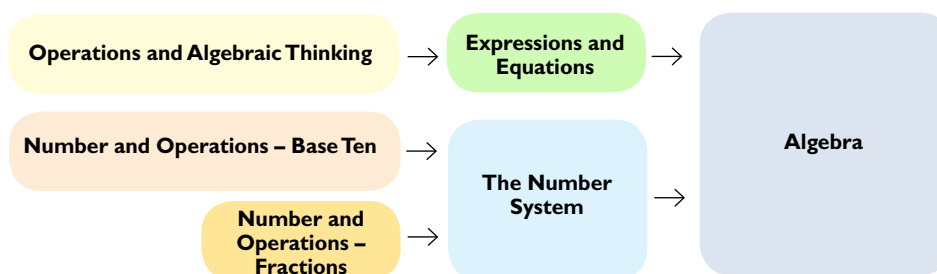 Operations and Algebraic Thinking
Expressions and
Equations
Number and Operations – Base Ten
Algebra
The Number
System
Number and
Operations –
Fractions